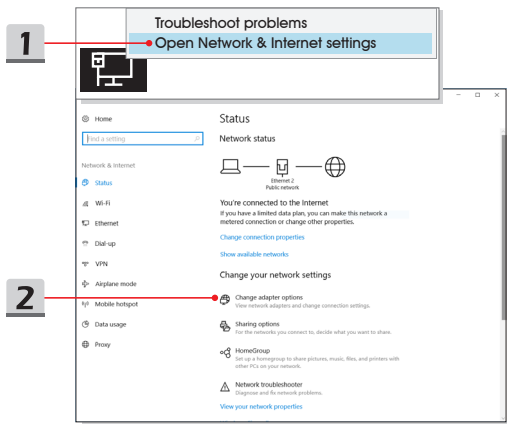 Troubleshoot problems
1
Open Network & Internet settings
Home
Find a setting
Network & Internet
Status
Wi-Fi
Ethernet
Dial-up
VPN
Airplane mode
Mobile hotspot
Data usage
Proxy
Status
Network status
Ethernet 2
Public network
You're connected to the Internet
If you have a limited data plan, you can make this network a
metered connection or change other properties.
Change connection properties
Show available networks
Change your network settings
2
Change adapter options
View network adapters and change connection settings.
Sharing options
For the networks you connect to, decide what you want to share.
HomeGroup
Set up a homegroup to share pictures, music, files, and printers with
other PCs on your network.
Network troubleshooter
Diagnose and fix network problems.
View your network properties